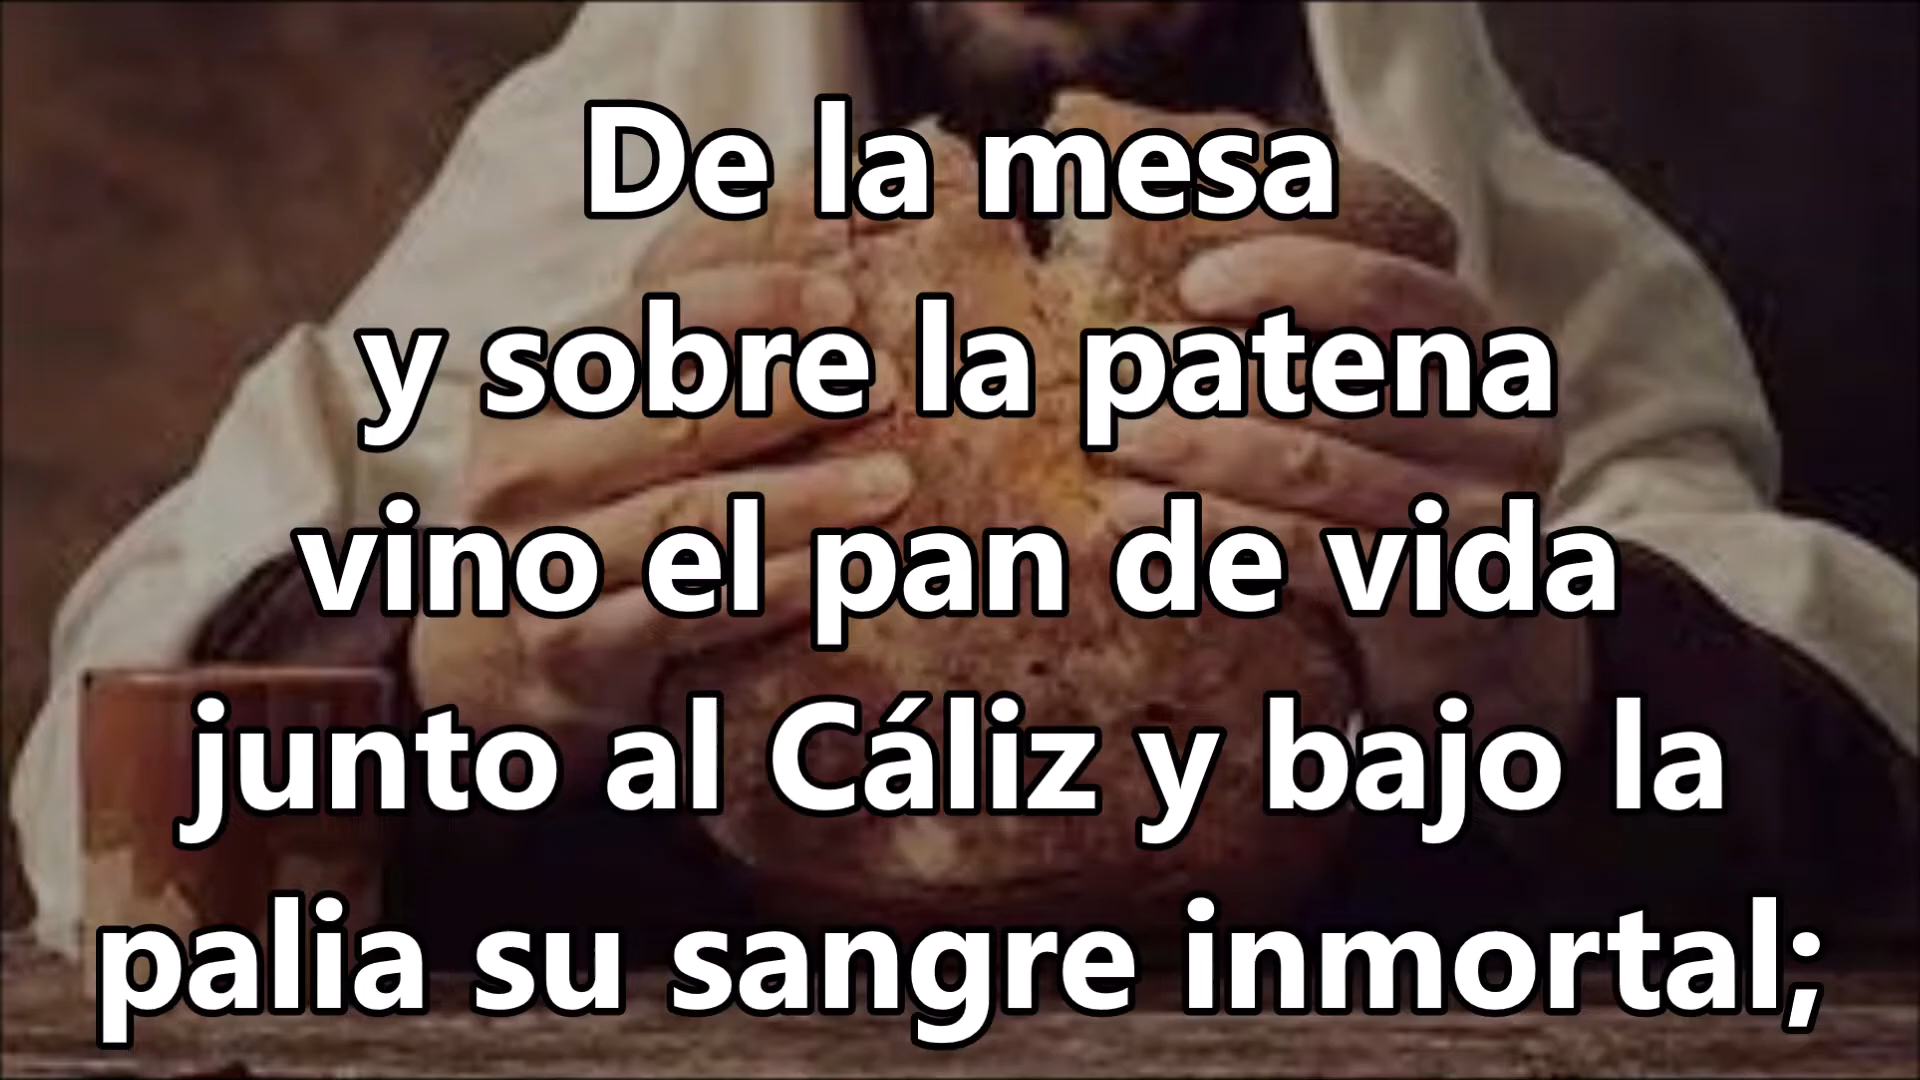 De la mesa
y sobre la patena
vino el pan de vida
junto al Cáliz y bajo la
palia su sangre inmortal;